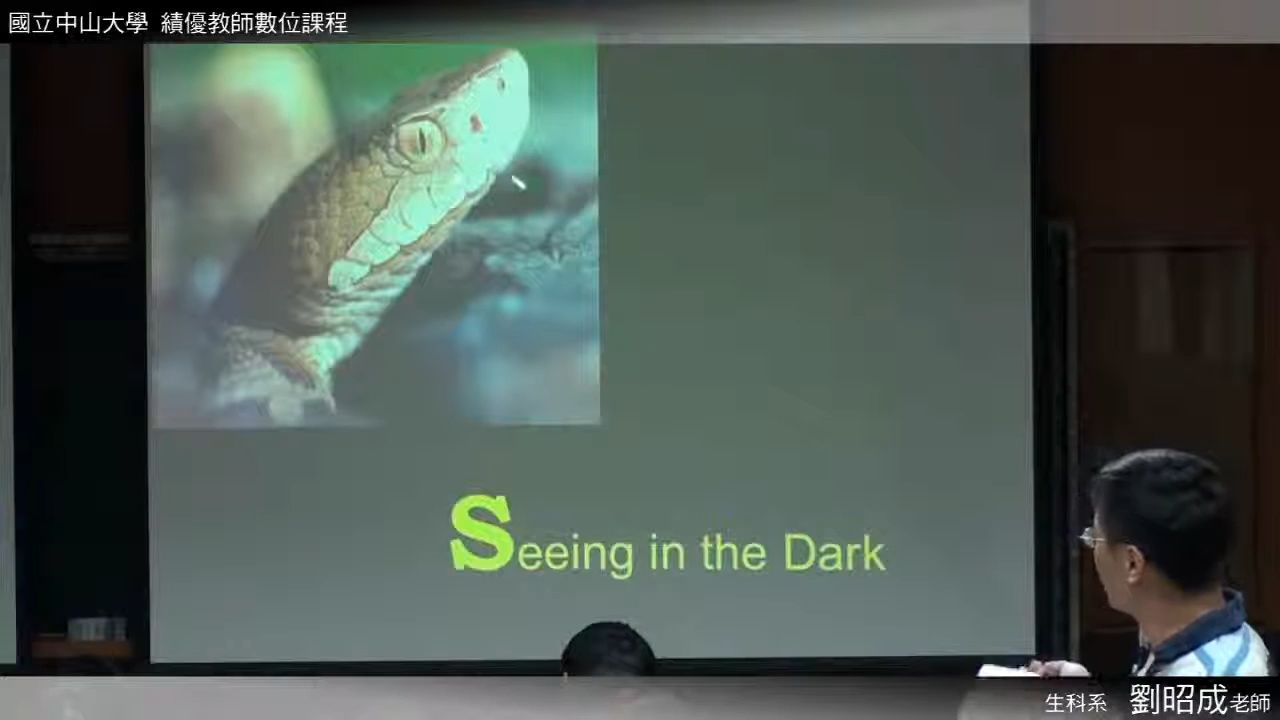 國立中山大學 績優教師數位課程
Seeing in the Dark
生科系 劉昭成老師